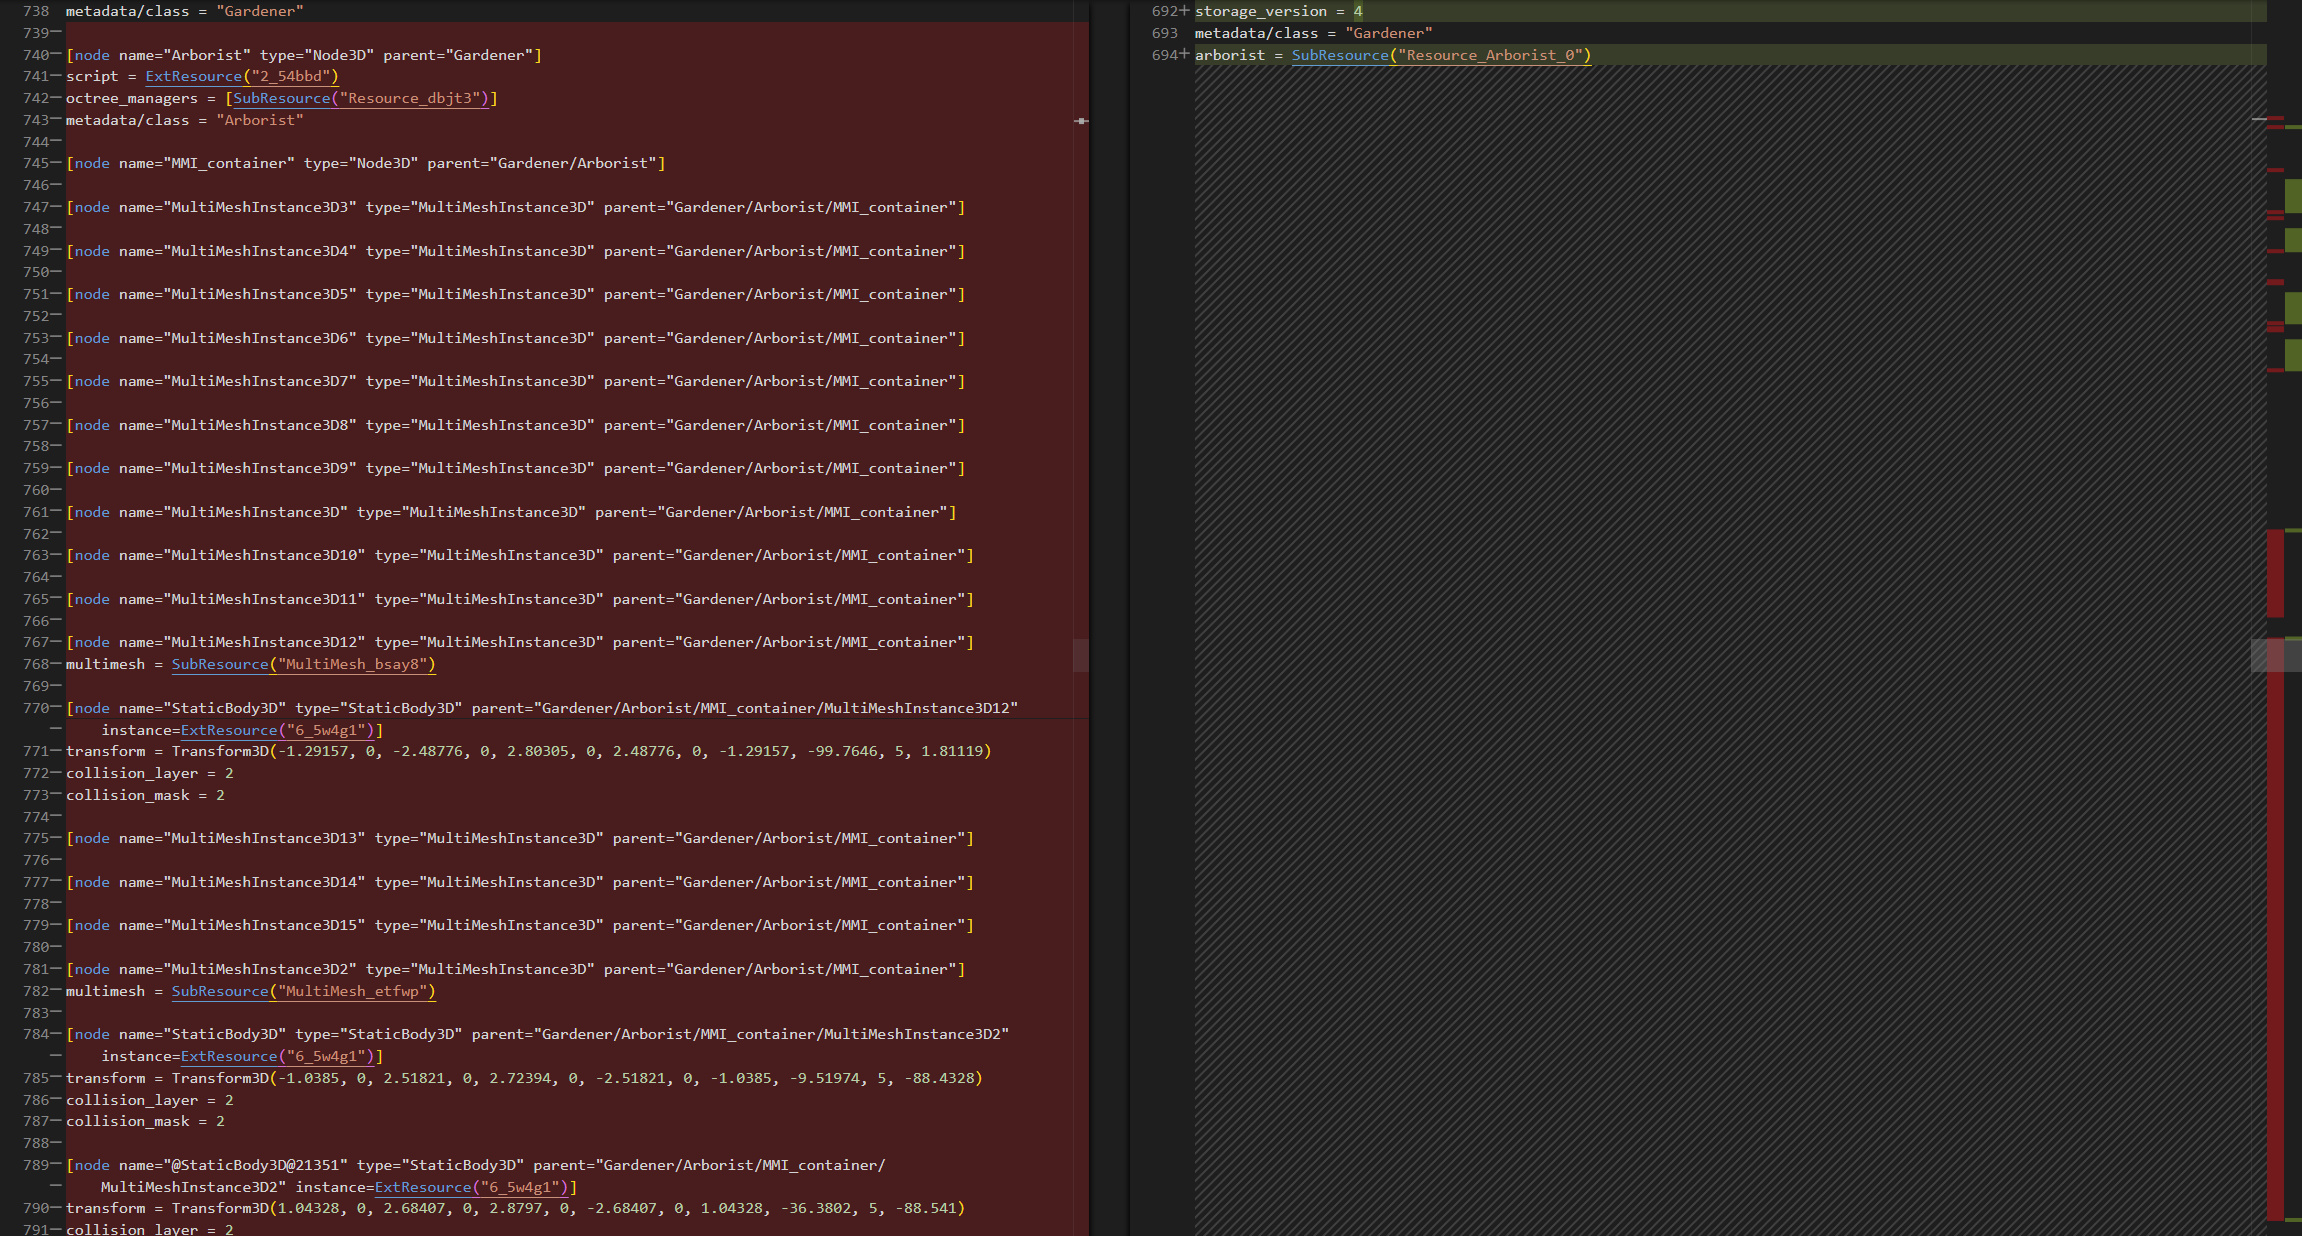 738 metadata/class = "Gardener"
739−
740− [node name="Arborist" type="Node3D" parent="Gardener"]
741− script = ExtResource("2_54bbd")
742− octree_managers = [SubResource("Resource_dbjt3")]
743− metadata/class = "Arborist"
744−
745− [node name="MMI_container" type="Node3D" parent="Gardener/Arborist"]
746−
747− [node name="MultiMeshInstance3D3" type="MultiMeshInstance3D" parent="Gardener/Arborist/MMI_container"]
748−
749− [node name="MultiMeshInstance3D4" type="MultiMeshInstance3D" parent="Gardener/Arborist/MMI_container"]
750−
751− [node name="MultiMeshInstance3D5" type="MultiMeshInstance3D" parent="Gardener/Arborist/MMI_container"]
752−
753− [node name="MultiMeshInstance3D6" type="MultiMeshInstance3D" parent="Gardener/Arborist/MMI_container"]
754−
755− [node name="MultiMeshInstance3D7" type="MultiMeshInstance3D" parent="Gardener/Arborist/MMI_container"]
756−
757− [node name="MultiMeshInstance3D8" type="MultiMeshInstance3D" parent="Gardener/Arborist/MMI_container"]
758−
759− [node name="MultiMeshInstance3D9" type="MultiMeshInstance3D" parent="Gardener/Arborist/MMI_container"]
760−
761− [node name="MultiMeshInstance3D" type="MultiMeshInstance3D" parent="Gardener/Arborist/MMI_container"]
762−
763− [node name="MultiMeshInstance3D10" type="MultiMeshInstance3D" parent="Gardener/Arborist/MMI_container"]
764−
765− [node name="MultiMeshInstance3D11" type="MultiMeshInstance3D" parent="Gardener/Arborist/MMI_container"]
766−
767− [node name="MultiMeshInstance3D12" type="MultiMeshInstance3D" parent="Gardener/Arborist/MMI_container"]
768− multimesh = SubResource("MultiMesh_bsay8")
769−
770− [node name="StaticBody3D" type="StaticBody3D" parent="Gardener/Arborist/MMI_container/MultiMeshInstance3D12"
− instance=ExtResource("6_5w4g1")]
771− transform = Transform3D(-1.29157, 0, -2.48776, 0, 2.80305, 0, 2.48776, 0, -1.29157, -99.7646, 5, 1.81119)
772− collision_layer = 2
773− collision_mask = 2
774−
775− [node name="MultiMeshInstance3D13" type="MultiMeshInstance3D" parent="Gardener/Arborist/MMI_container"]
776−
777− [node name="MultiMeshInstance3D14" type="MultiMeshInstance3D" parent="Gardener/Arborist/MMI_container"]
778−
779− [node name="MultiMeshInstance3D15" type="MultiMeshInstance3D" parent="Gardener/Arborist/MMI_container"]
780−
781− [node name="MultiMeshInstance3D2" type="MultiMeshInstance3D" parent="Gardener/Arborist/MMI_container"]
782− multimesh = SubResource("MultiMesh_etfwp")
783−
784− [node name="StaticBody3D" type="StaticBody3D" parent="Gardener/Arborist/MMI_container/MultiMeshInstance3D2"
− instance=ExtResource("6_5w4g1")]
785− transform = Transform3D(-1.0385, 0, 2.51821, 0, 2.72394, 0, -2.51821, 0, -1.0385, -9.51974, 5, -88.4328)
786− collision_layer = 2
787− collision_mask = 2
788−
789− [node name="@StaticBody3D@21351" type="StaticBody3D" parent="Gardener/Arborist/MMI_container/
− MultiMeshInstance3D2" instance=ExtResource("6_5w4g1")]
790− transform = Transform3D(1.04328, 0, 2.68407, 0, 2.8797, 0, -2.68407, 0, 1.04328, -36.3802, 5, -88.541)
791− collision_layer = 2
692+ storage_version = 4
693 metadata/class = "Gardener"
694+ arborist = SubResource("Resource_Arborist_0")